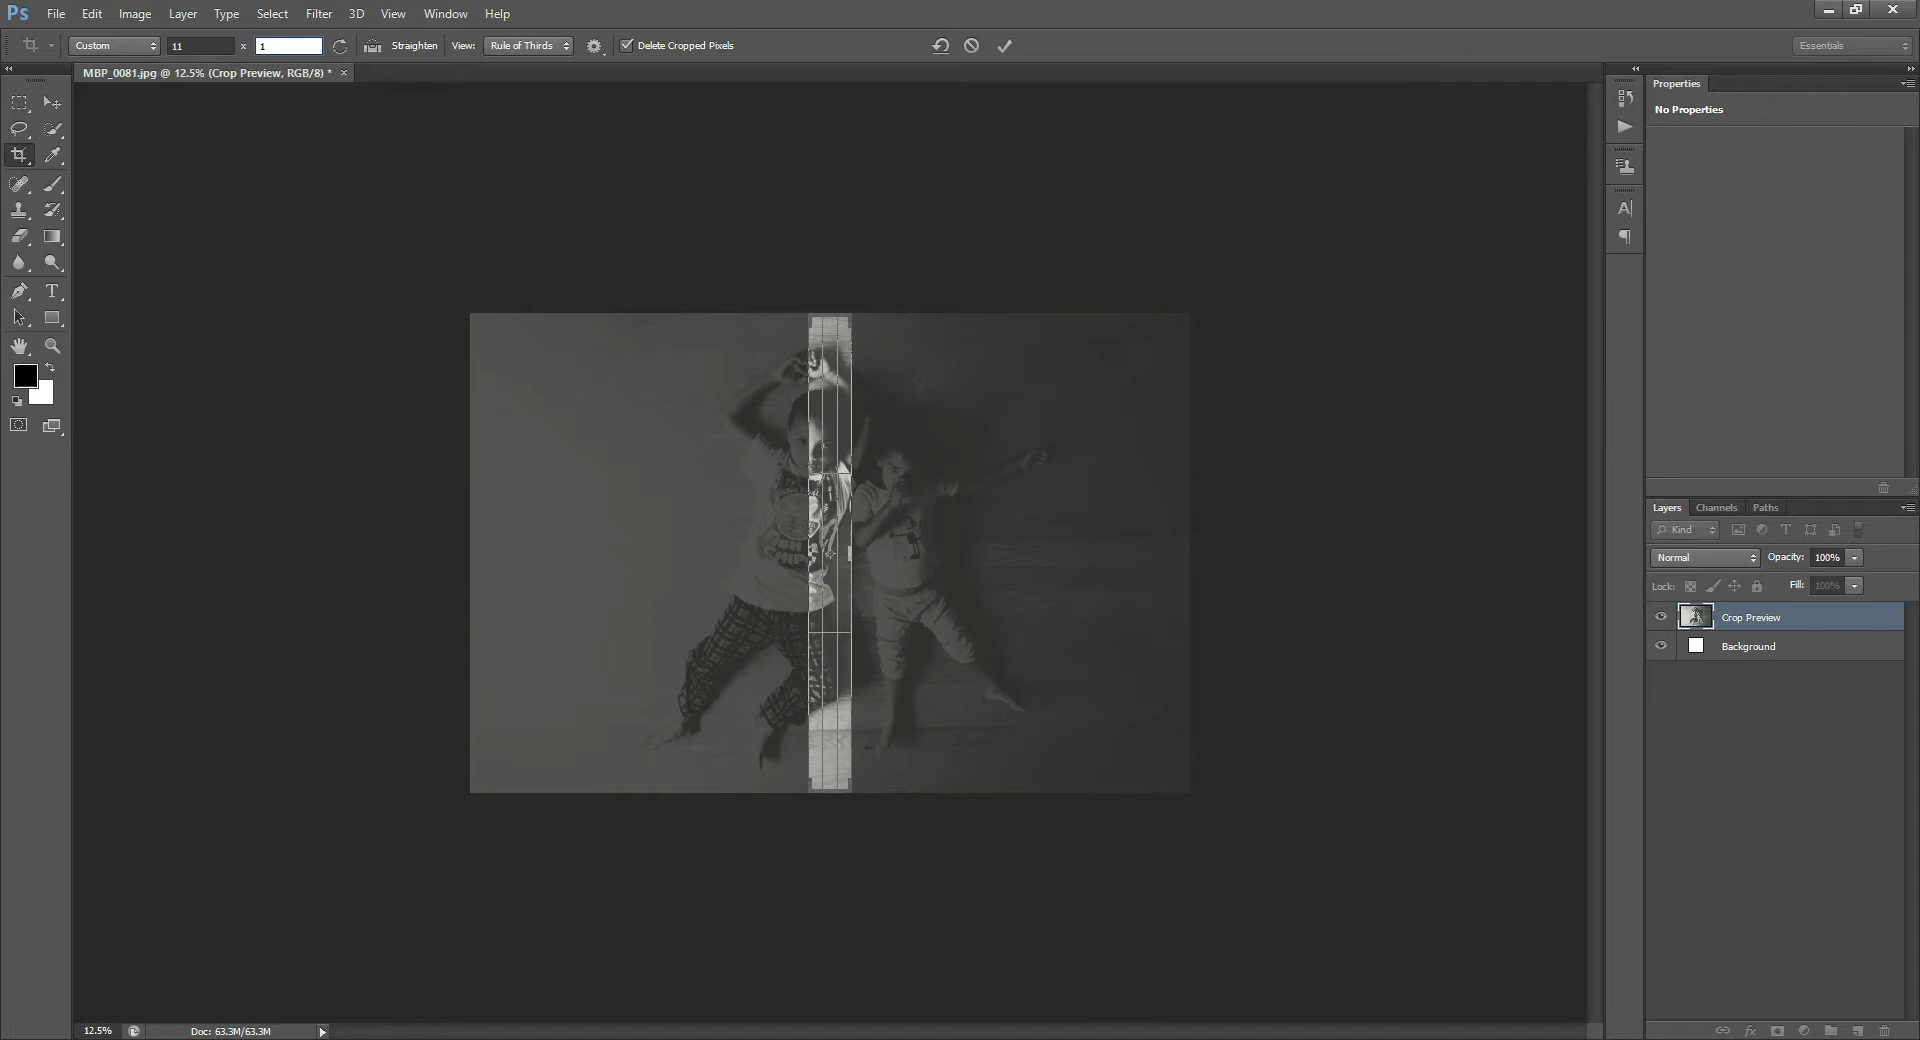 Ps File Edit Image Layer Type Select Filter 3D View Window Help
Custom 11 x 1 Straighten View: Rule of Thirds Delete Cropped Pixels Essentials
MBP_0081.jpg @ 12.5% (Crop Preview, RGB/8) * ×
Properties
No Properties
Layers Channels Paths
Kind
Normal Opacity: 100%
Lock: Fill: 100%
Crop Preview
Background
12.5% Doc: 63.3M/63.3M